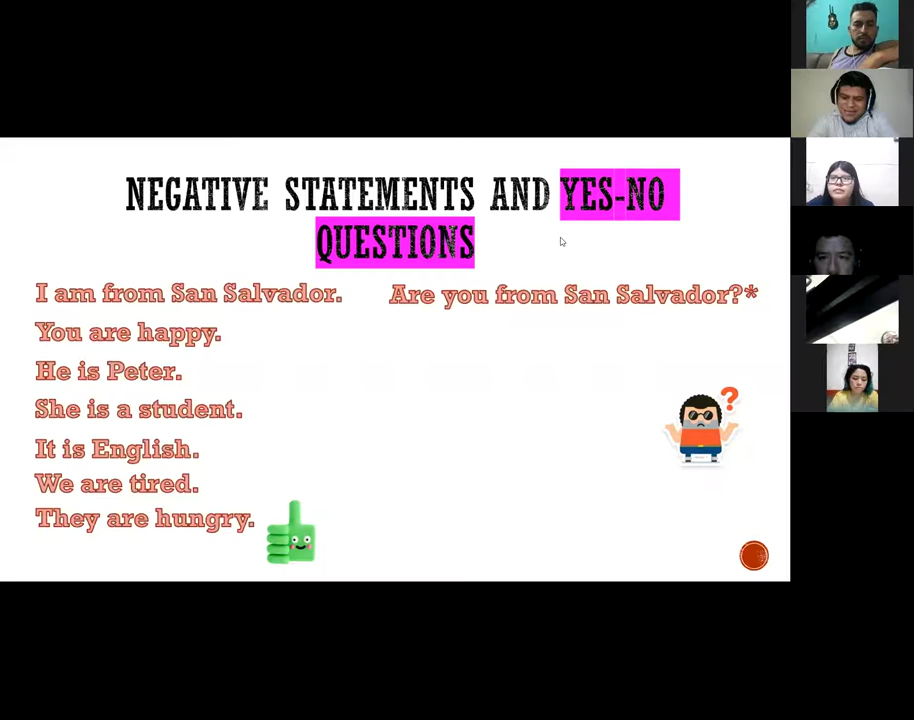 NEGATIVE STATEMENTS AND YES-NO
QUESTIONS
I am from San Salvador.
Are you from San Salvador?*
You are happy.
He is Peter.
She is a student.
It is English.
We are tired.
They are hungry.
?